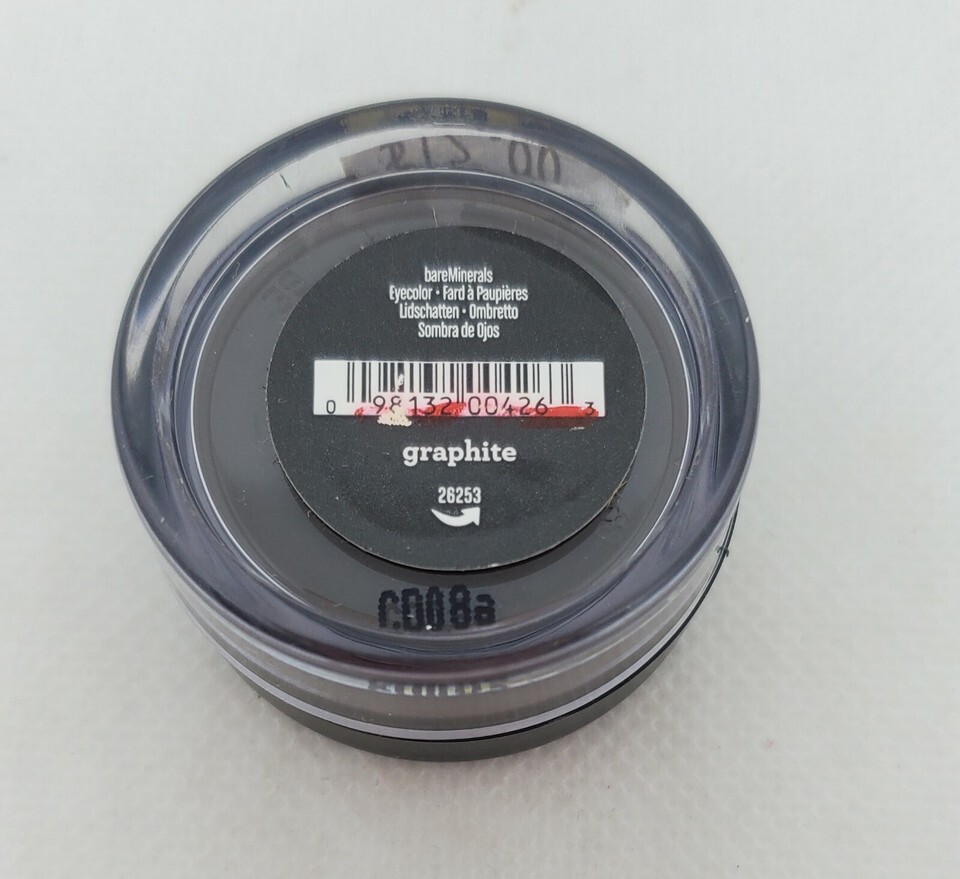 bareMinerals
Eyecolor • Fard à Paupières
Lidschatten • Ombretto
Sombra de Ojos
0 98132 00426 3
graphite
26253